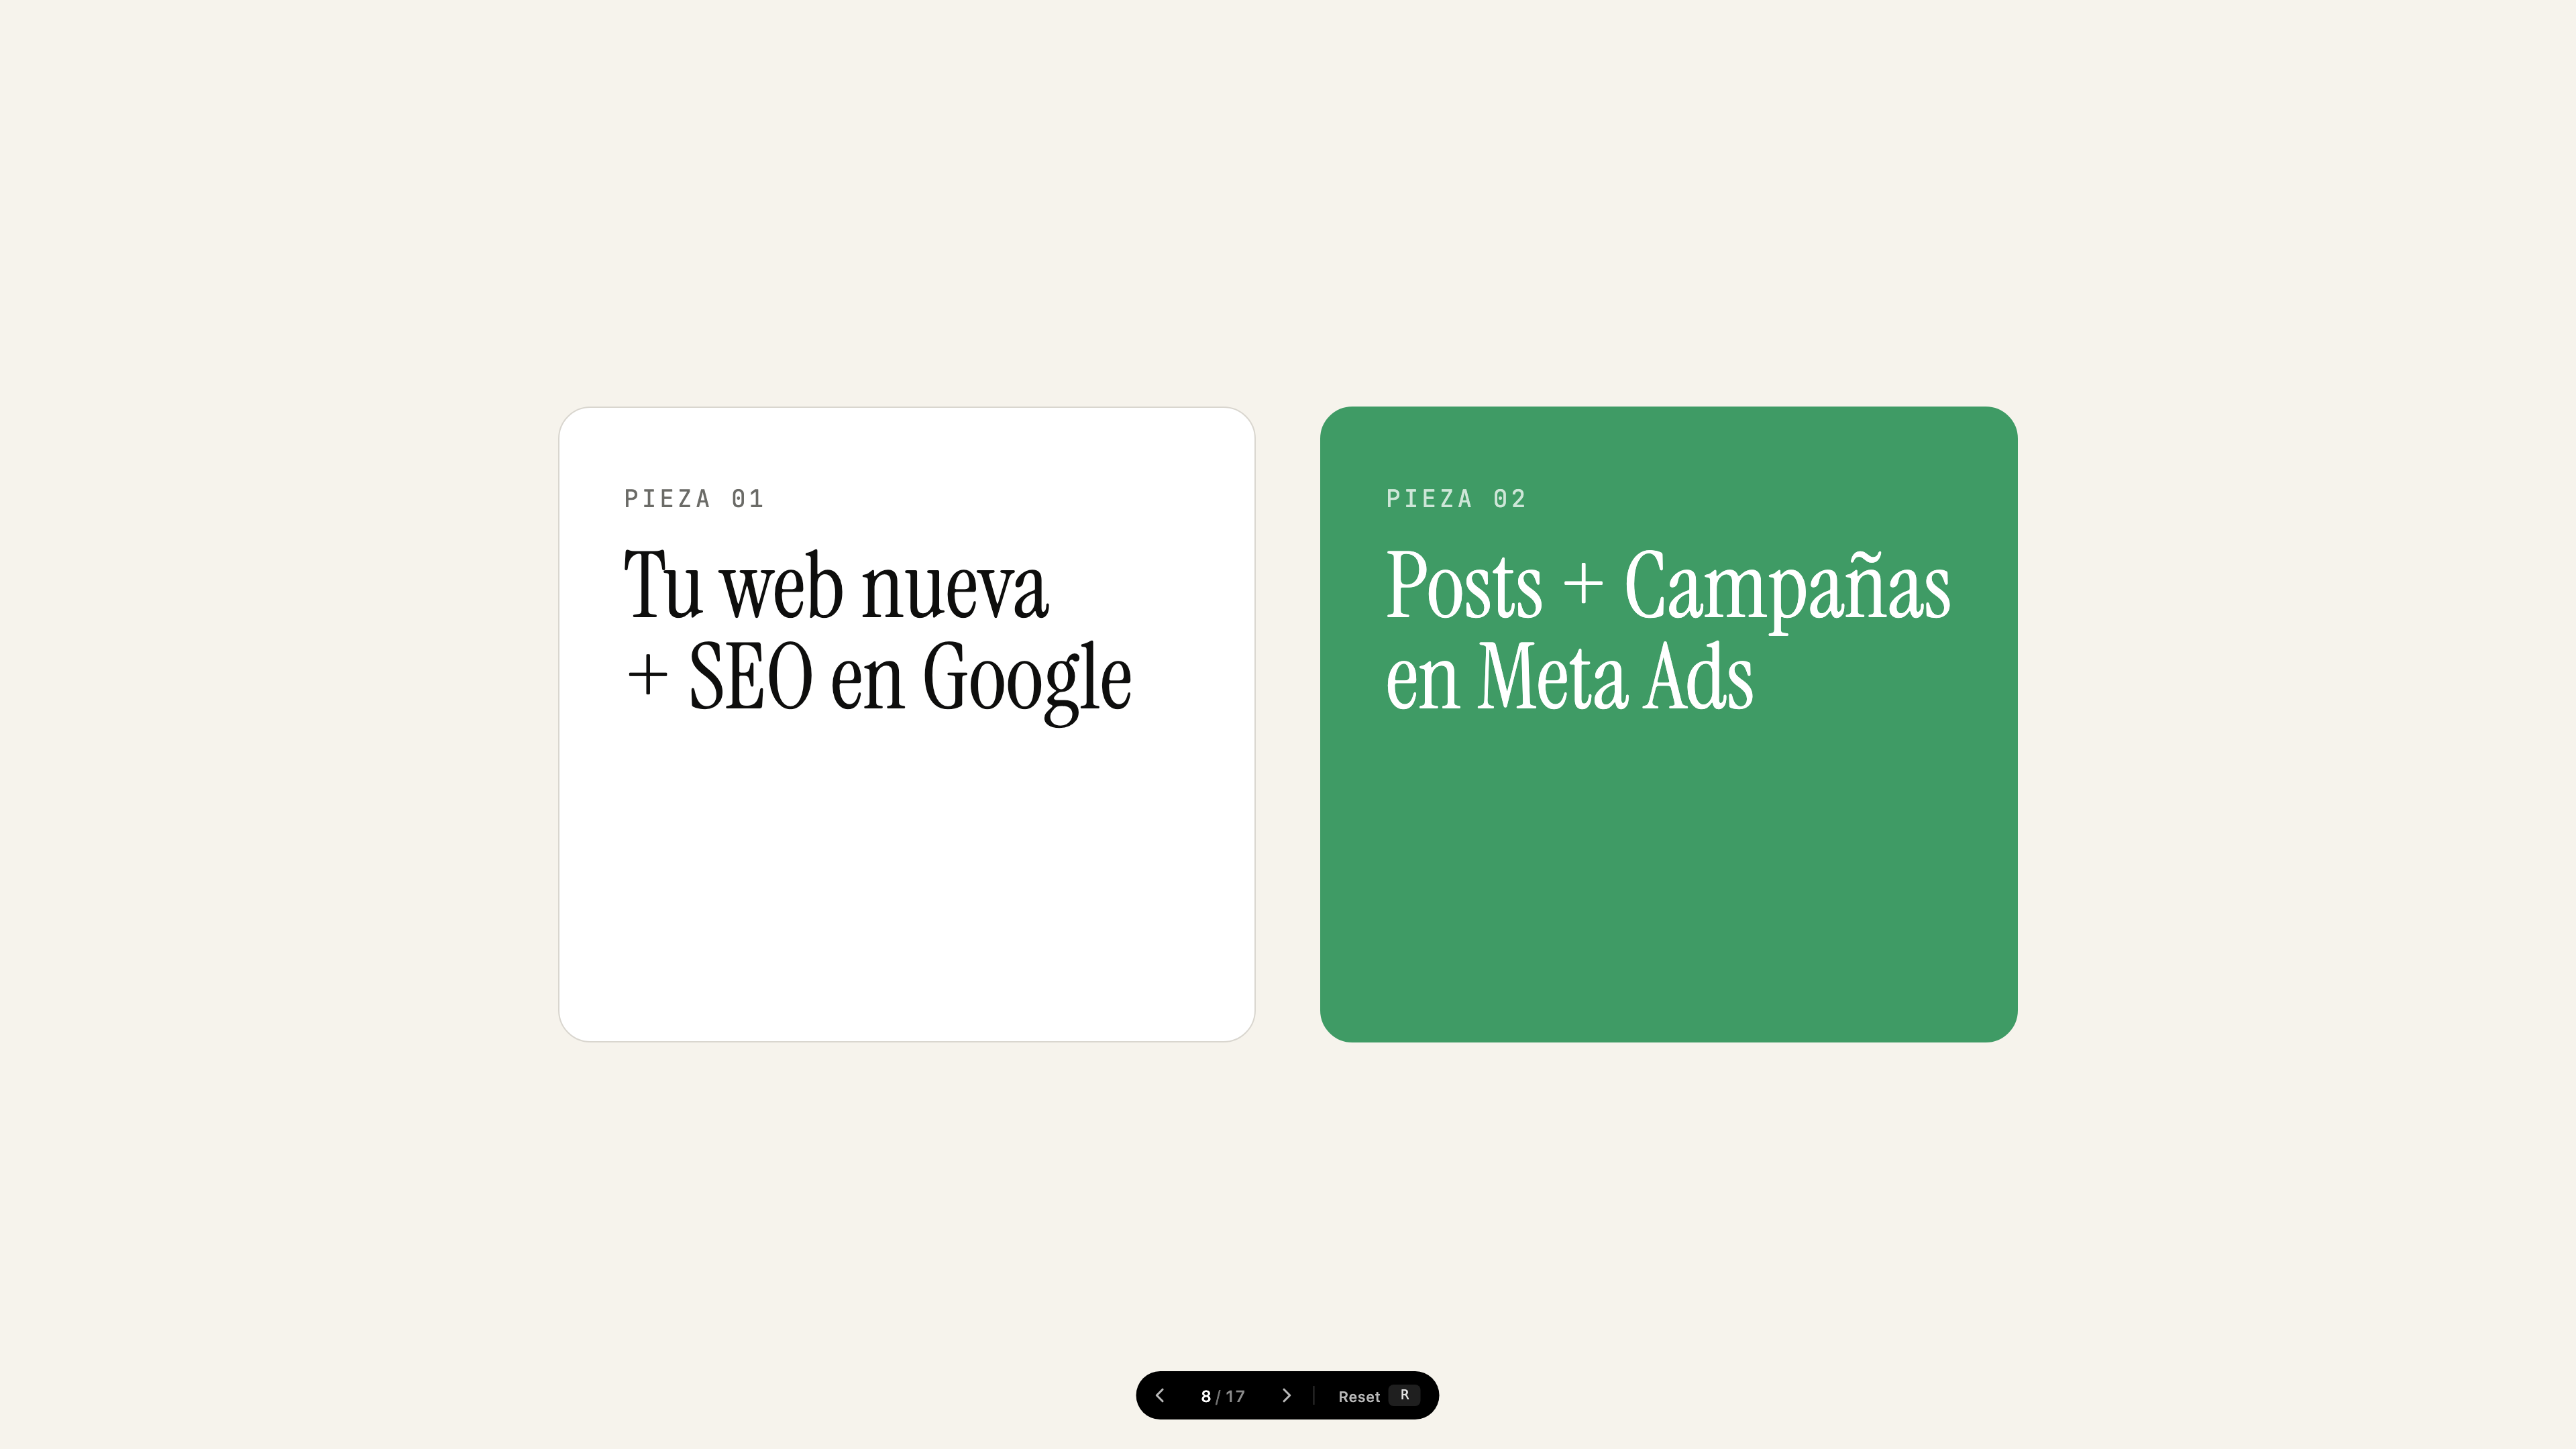 PIEZA 01
Tu web nueva
+ SEO en Google
PIEZA 02
Posts + Campañas
en Meta Ads
8 / 17
Reset R